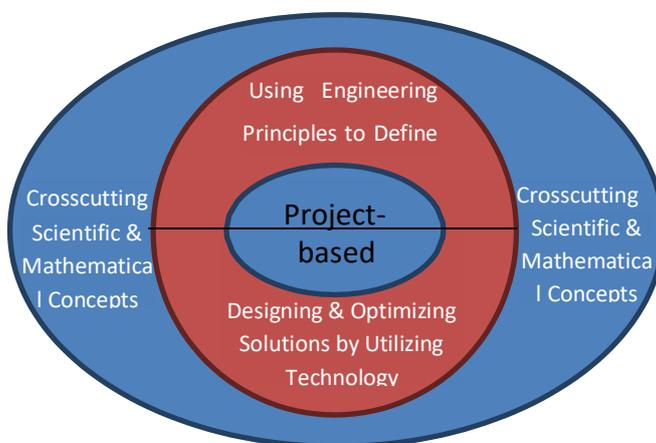 Using Engineering
Principles to Define
Crosscutting
Scientific &
Mathematica
l Concepts
Project-
based
Crosscutting
Scientific &
Mathematica
l Concepts
Designing & Optimizing
Solutions by Utilizing
Technology